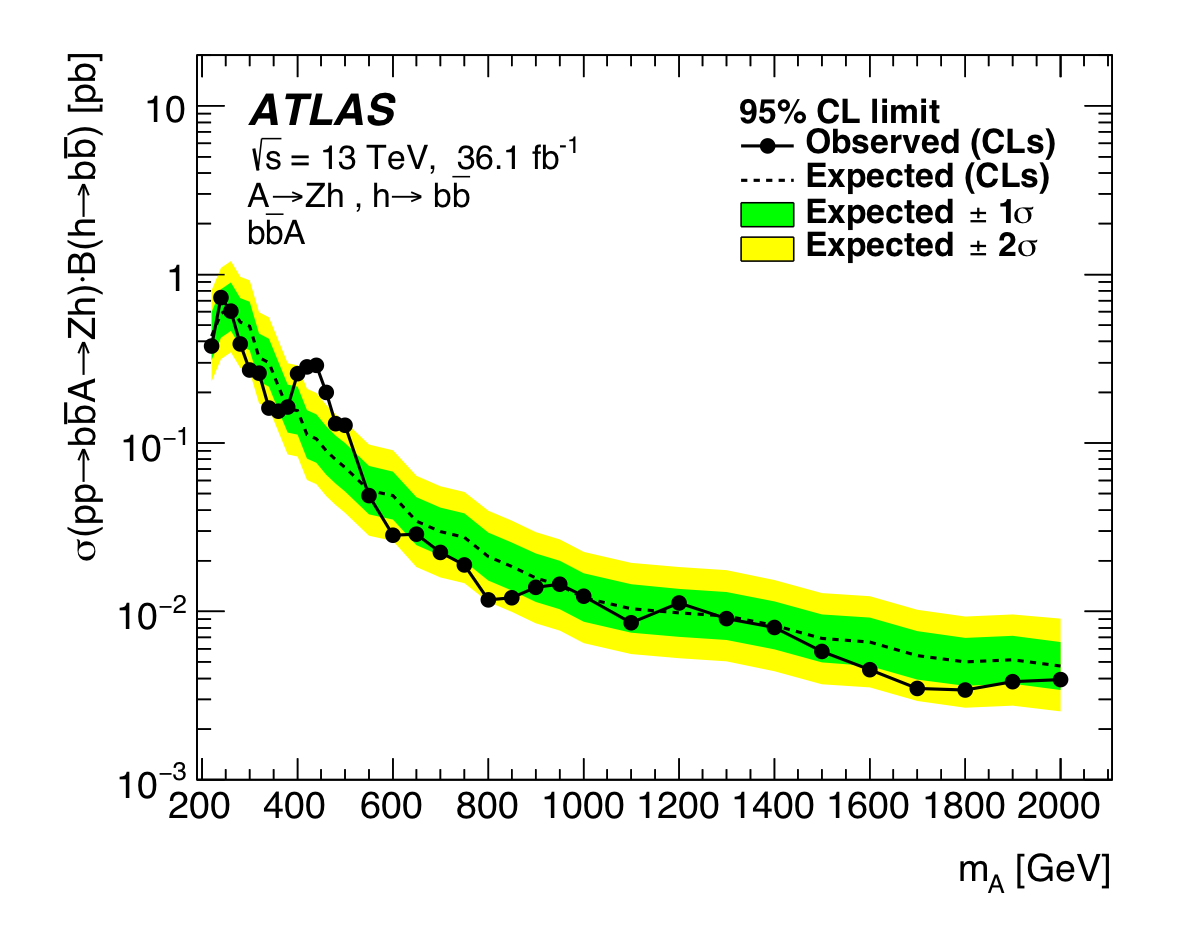 σ(pp→bb̅A→Zh)·B(h→bb̅) [pb]
10
1
10⁻¹
10⁻²
10⁻³
ATLAS
√s = 13 TeV, 36.1 fb⁻¹
A→Zh , h→ bb̅
bb̅A
95% CL limit
Observed (CLs)
Expected (CLs)
Expected ± 1σ
Expected ± 2σ
200 400 600 800 1000 1200 1400 1600 1800 2000
m_A [GeV]